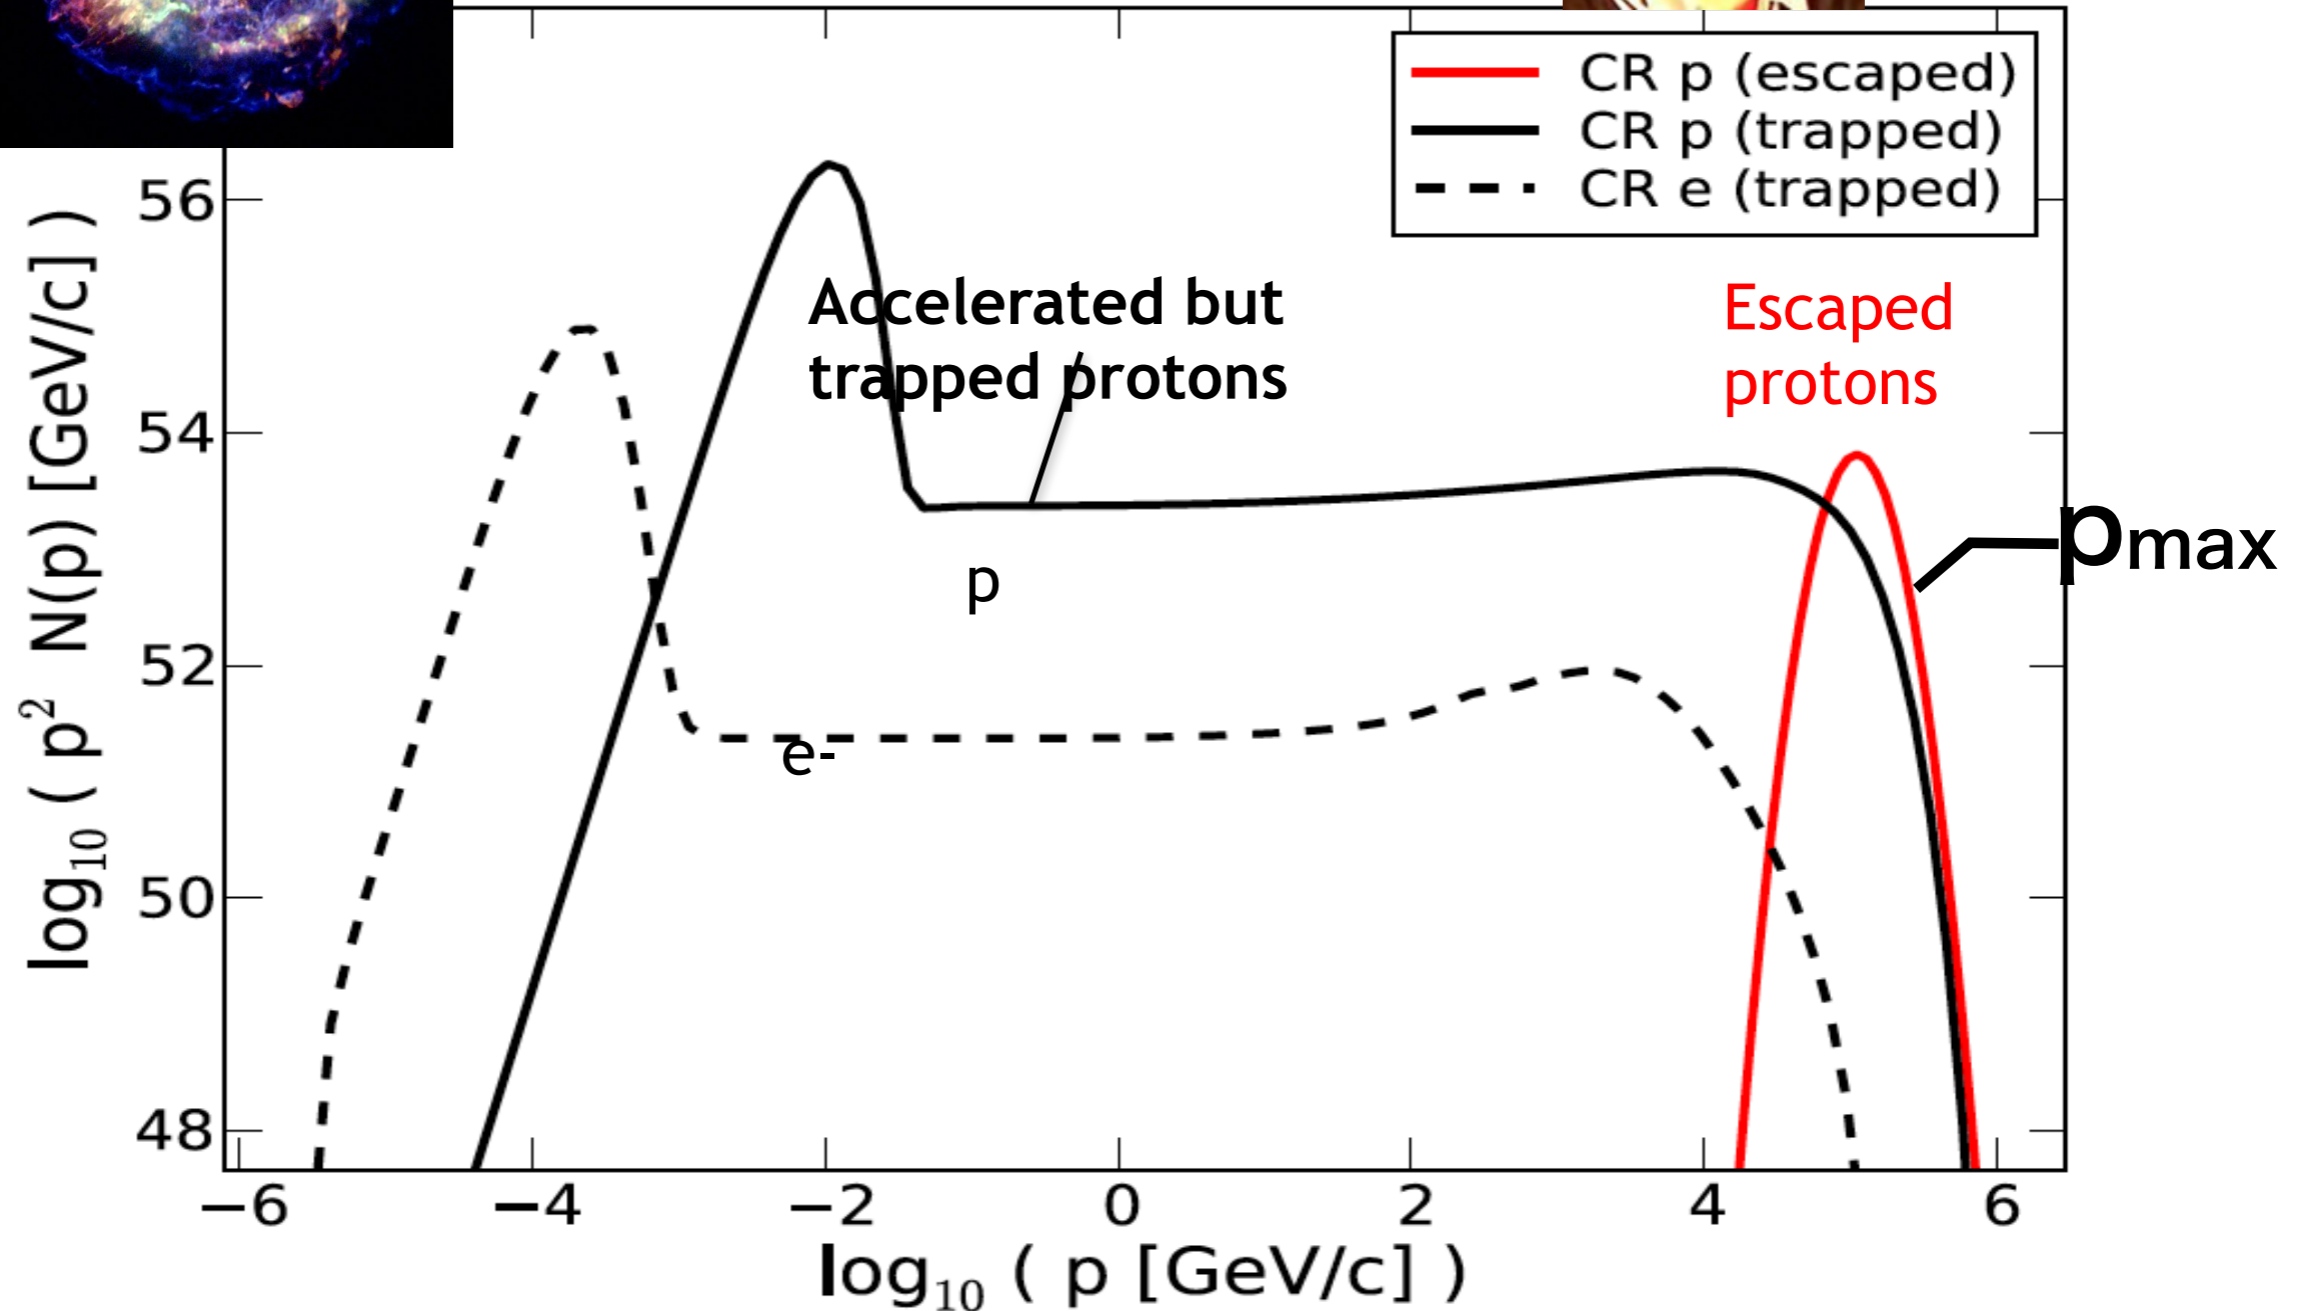 CR p (escaped)
CR p (trapped)
CR e (trapped)
Accelerated but
trapped protons
Escaped
protons
pmax
p
e-
56
54
52
50
48
log₁₀ ( p² N(p) [GeV/c] )
−6 −4 −2 0 2 4 6
log₁₀ ( p [GeV/c] )